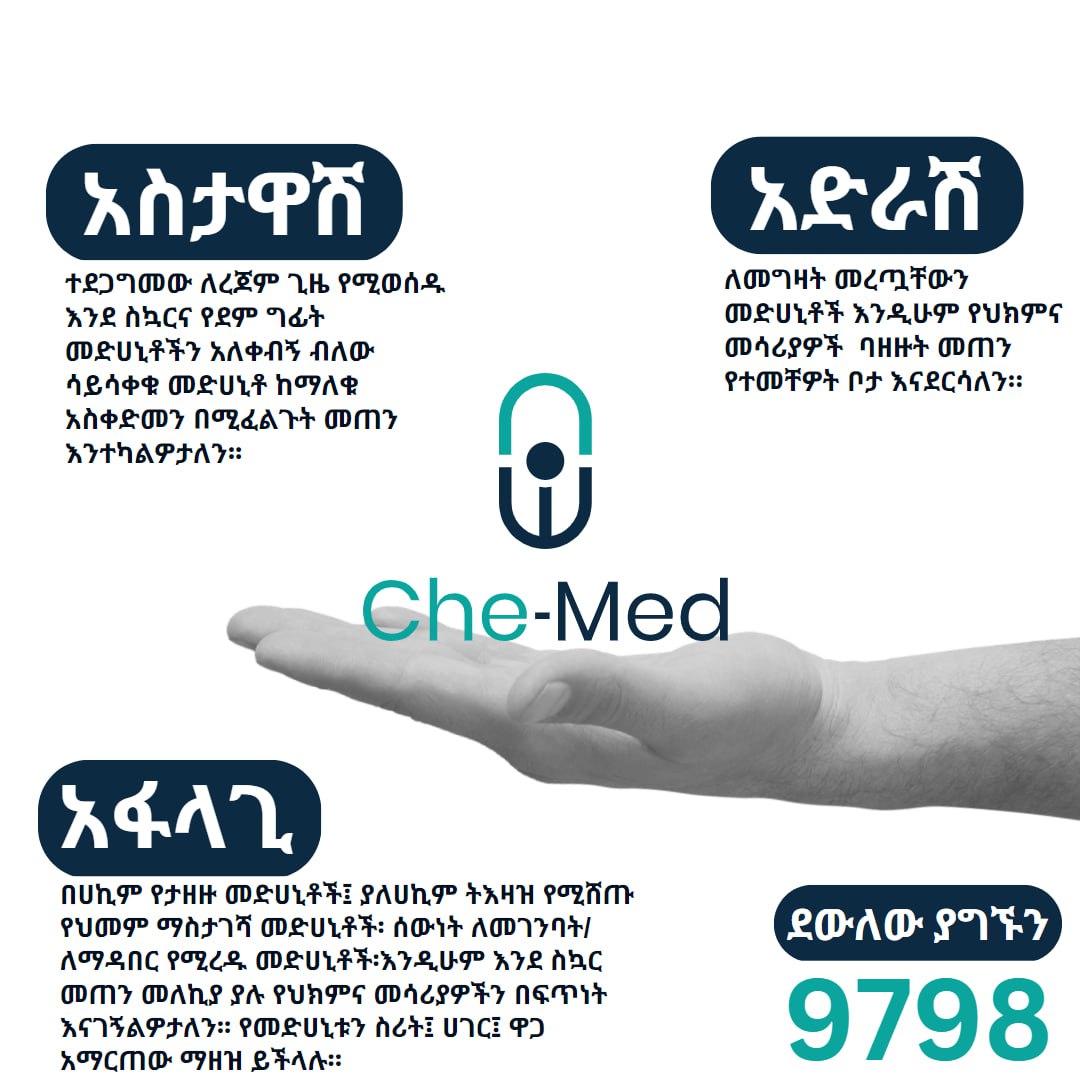 አስታዋሽ
ተደጋግመው ለረጆም ጊዜ የሚወሰዱ
እንደ ስኳርና የደም ግፊት
መድሀኒቶችን አለቀብኝ ብለው
ሳይሳቀቁ መድሀኒቶ ከማለቁ
አስቀድመን በሚፈልጉት መጠን
እንተካልዎታለን።
አድራሽ
ለመግዛት መረጧቸውን
መድሀኒቶች እንዲሁም የህክምና
መሳሪያዎች ባዘዙት መጠን
የተመቸዎት ቦታ እናደርሳለን።
Che-Med
አፋላጊ
በሀኪም የታዘዙ መድሀኒቶች፤ ያለሀኪም ትእዛዝ የሚሸጡ
የህመም ማስታገሻ መድሀኒቶች፡ ሰውነት ለመገንባት/
ለማዳበር የሚረዱ መድሀኒቶች፡እንዲሁም እንደ ስኳር
መጠን መለኪያ ያሉ የህክምና መሳሪያዎችን በፍጥነት
እናገኝልዎታለን። የመድሀኒቱን ስሪት፤ ሀገር፤ ዋጋ
አማርጠው ማዘዝ ይችላሉ።
ደውለው ያግኙን
9798